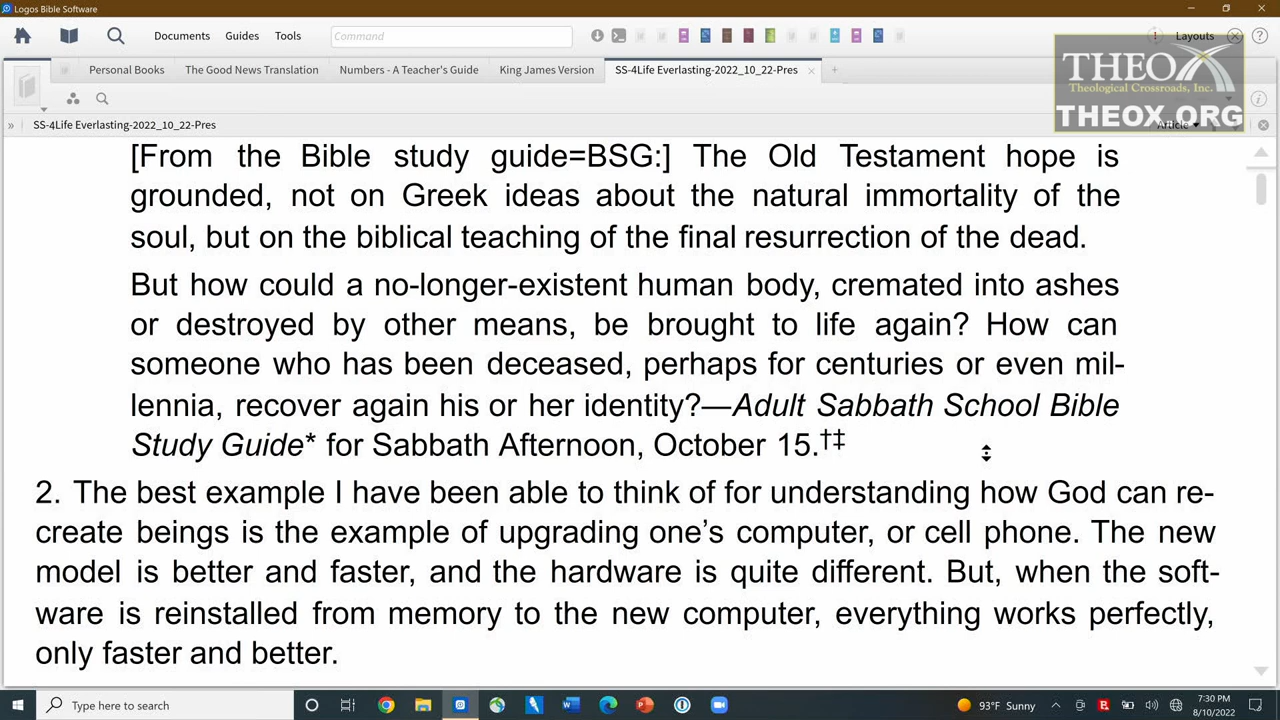 Logos Bible Software
Documents Guides Tools Command Layouts
Personal Books The Good News Translation Numbers - A Teacher's Guide King James Version SS-4Life Everlasting-2022_10_22-Pres
THEOX
Theological Crossroads, Inc.
THEOX.ORG
SS-4Life Everlasting-2022_10_22-Pres Article
[From the Bible study guide=BSG:] The Old Testament hope is
grounded, not on Greek ideas about the natural immortality of the
soul, but on the biblical teaching of the final resurrection of the dead.
But how could a no-longer-existent human body, cremated into ashes
or destroyed by other means, be brought to life again? How can
someone who has been deceased, perhaps for centuries or even mil-
lennia, recover again his or her identity?—Adult Sabbath School Bible
Study Guide* for Sabbath Afternoon, October 15.†‡
2. The best example I have been able to think of for understanding how God can re-
create beings is the example of upgrading one's computer, or cell phone. The new
model is better and faster, and the hardware is quite different. But, when the soft-
ware is reinstalled from memory to the new computer, everything works perfectly,
only faster and better.
Type here to search 93°F Sunny 7:30 PM
8/10/2022